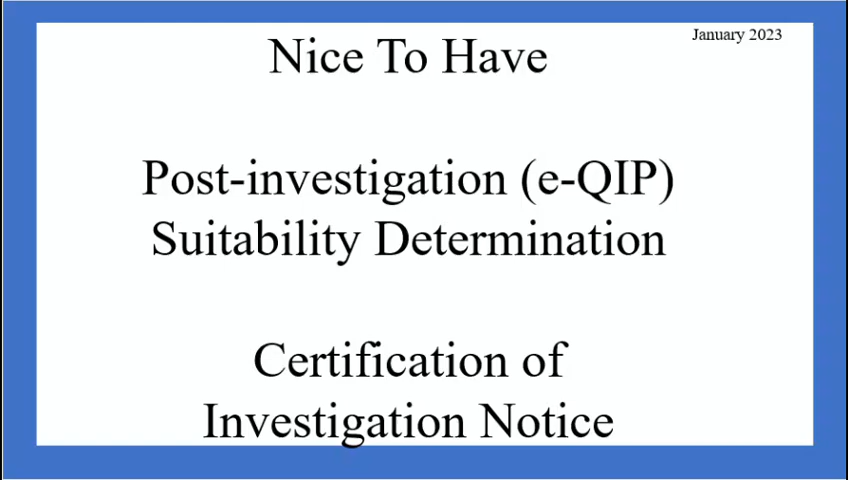 January 2023
Nice To Have
Post-investigation (e-QIP)
Suitability Determination
Certification of
Investigation Notice